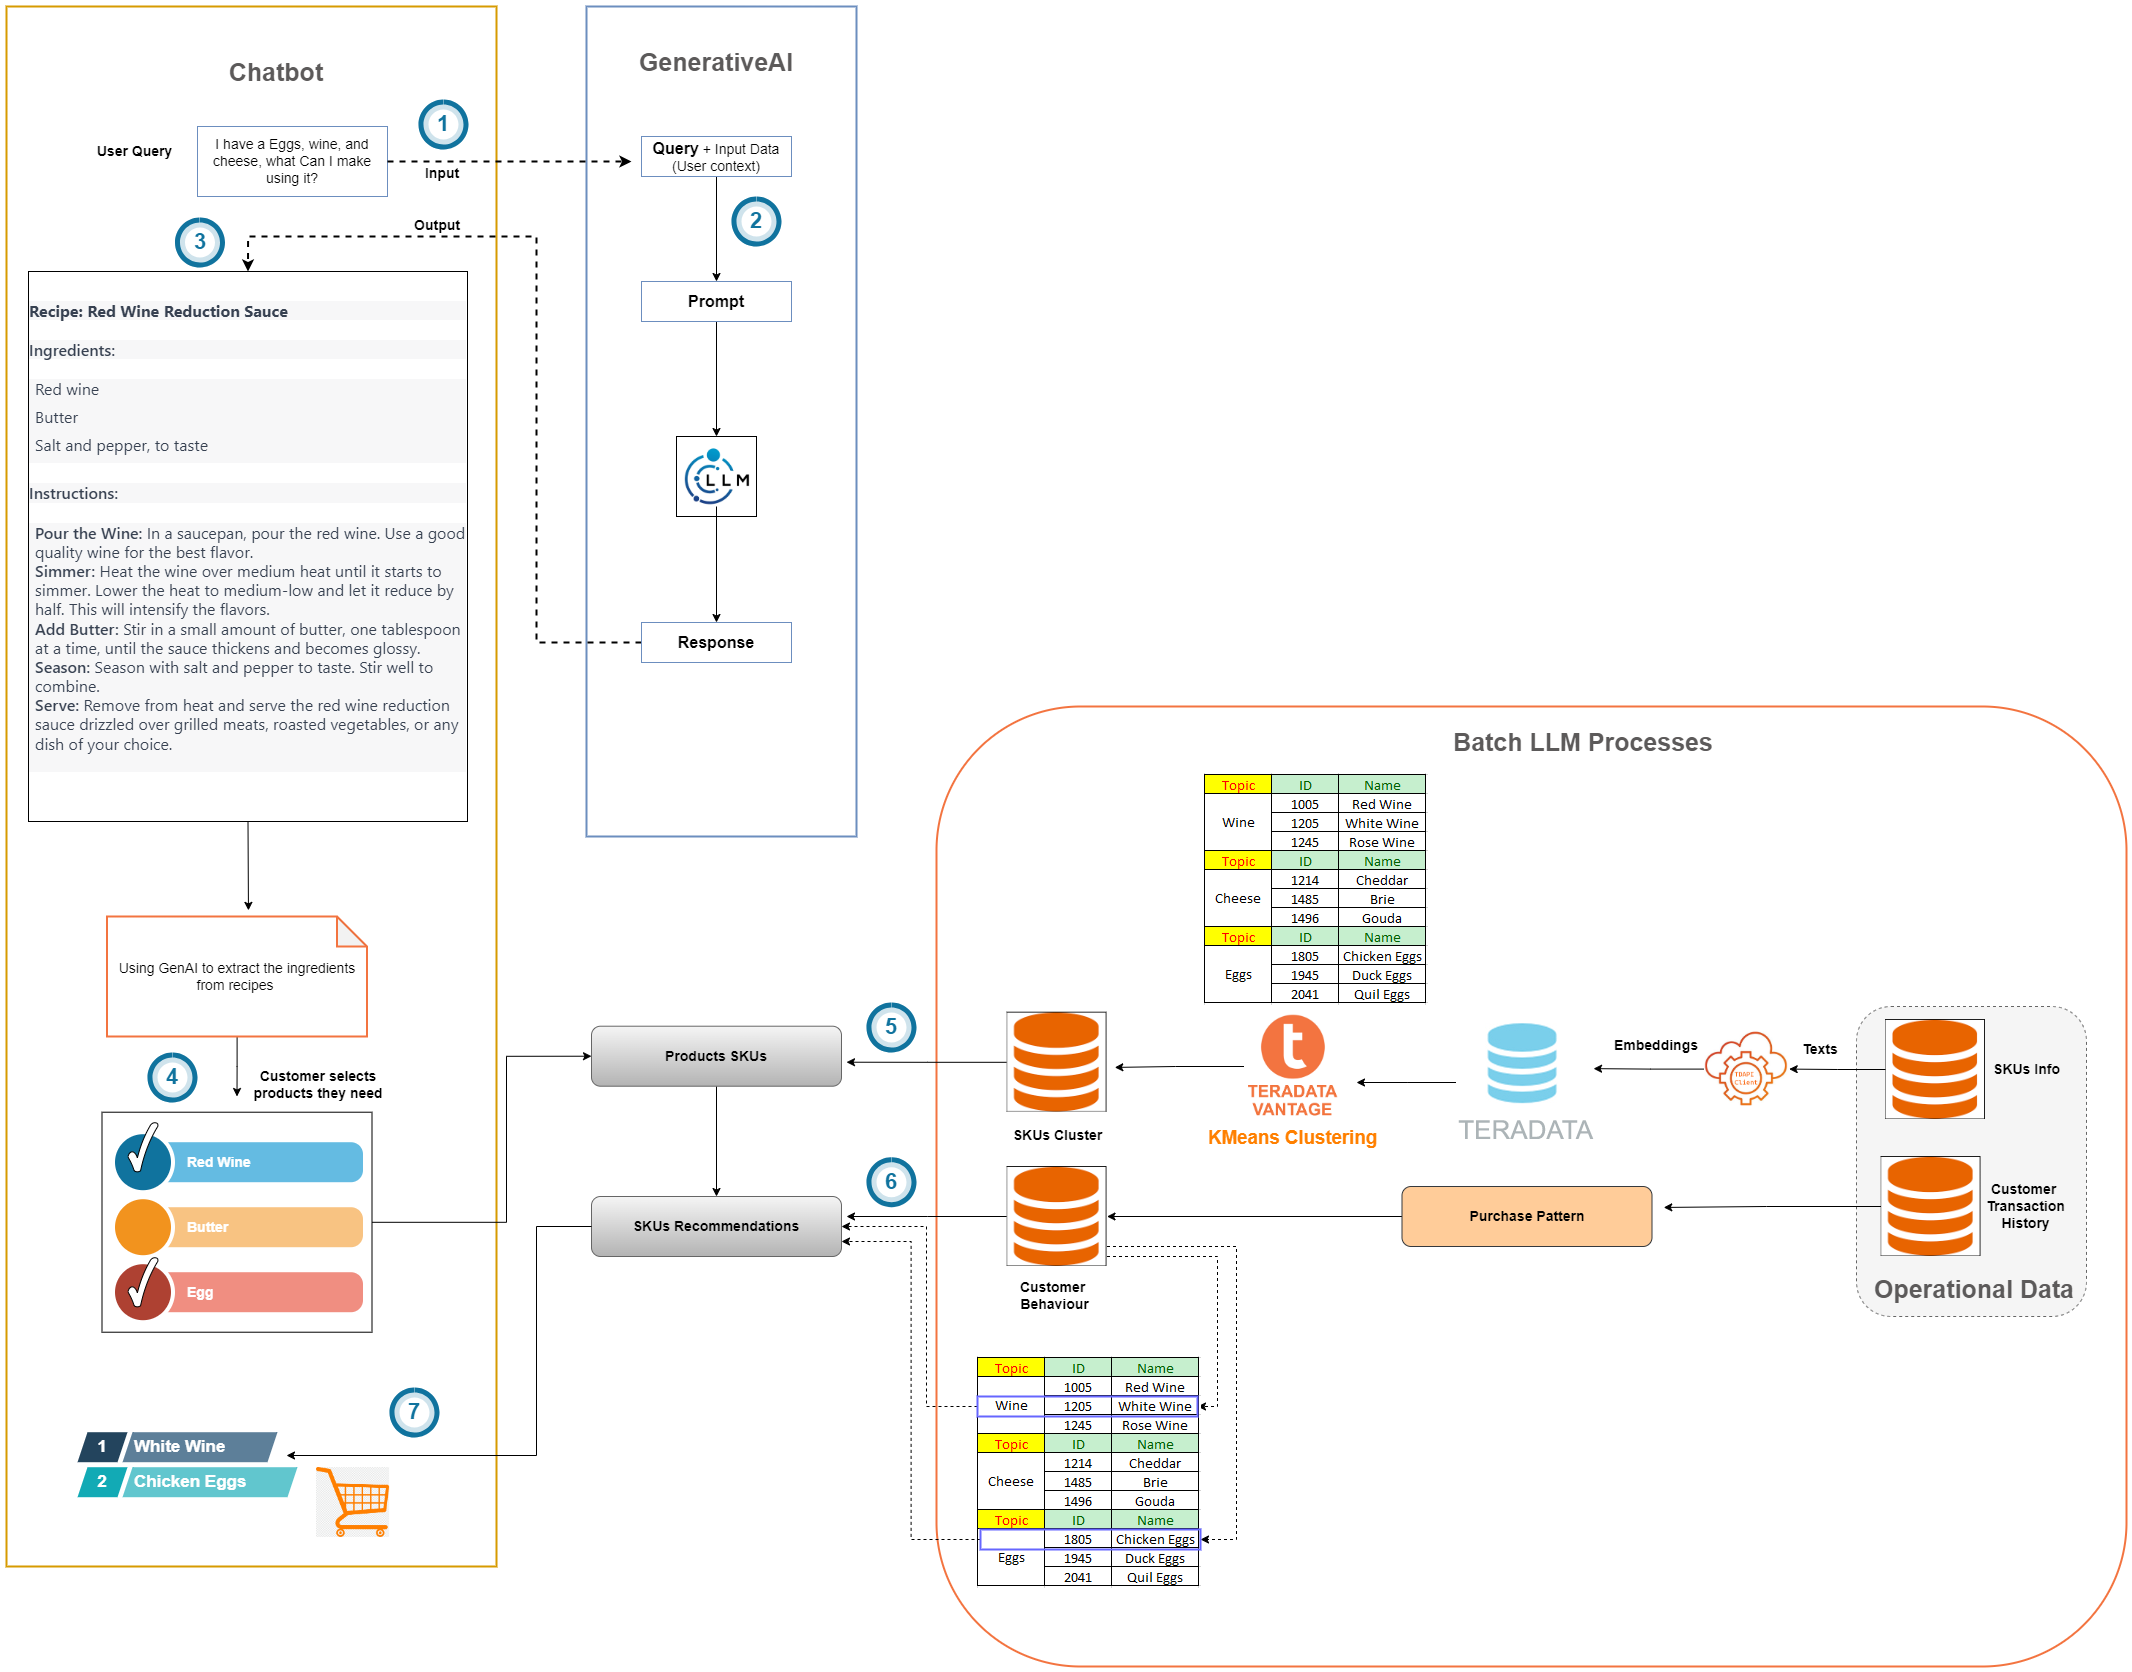 Chatbot
User Query
I have a Eggs, wine, and
cheese, what Can I make
using it?
1
Input
3
Output
Recipe: Red Wine Reduction Sauce
Ingredients:
Red wine
Butter
Salt and pepper, to taste
Instructions:
Pour the Wine: In a saucepan, pour the red wine. Use a good
quality wine for the best flavor.
Simmer: Heat the wine over medium heat until it starts to
simmer. Lower the heat to medium-low and let it reduce by
half. This will intensify the flavors.
Add Butter: Stir in a small amount of butter, one tablespoon
at a time, until the sauce thickens and becomes glossy.
Season: Season with salt and pepper to taste. Stir well to
combine.
Serve: Remove from heat and serve the red wine reduction
sauce drizzled over grilled meats, roasted vegetables, or any
dish of your choice.
Using GenAI to extract the ingredients
from recipes
4
Customer selects
products they need
Red Wine
Butter
Egg
7
1 White Wine
2 Chicken Eggs
GenerativeAI
Query + Input Data
(User context)
2
Prompt
LLM
Response
Products SKUs
SKUs Recommendations
5
6
Batch LLM Processes
Topic ID Name
Wine
1005 Red Wine
1205 White Wine
1245 Rose Wine
Topic ID Name
Cheese
1214 Cheddar
1485 Brie
1496 Gouda
Topic ID Name
Eggs
1805 Chicken Eggs
1945 Duck Eggs
2041 Quil Eggs
SKUs Cluster
t
TERADATA
VANTAGE
KMeans Clustering
TERADATA
Embeddings
TDAPI
Client
Texts
SKUs Info
Customer
Behaviour
Purchase Pattern
Customer
Transaction
History
Operational Data
Topic ID Name
Wine
1005 Red Wine
1205 White Wine
1245 Rose Wine
Topic ID Name
Cheese
1214 Cheddar
1485 Brie
1496 Gouda
Topic ID Name
Eggs
1805 Chicken Eggs
1945 Duck Eggs
2041 Quil Eggs